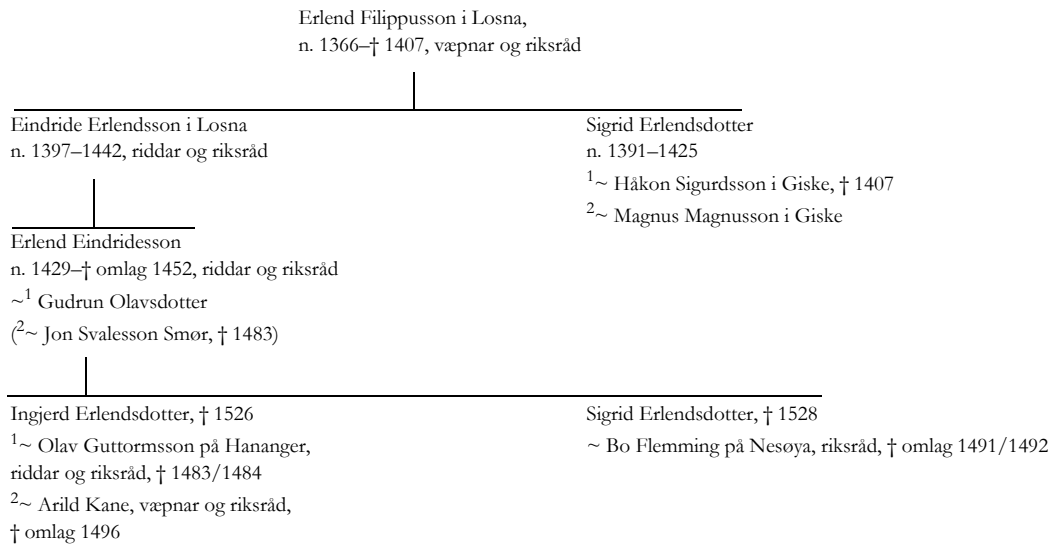 Erlend Filippusson i Losna,
n. 1366–† 1407, væpnar og riksråd
Eindride Erlendsson i Losna
n. 1397–1442, riddar og riksråd
Sigrid Erlendsdotter
n. 1391–1425
1~ Håkon Sigurdsson i Giske, † 1407
2~ Magnus Magnusson i Giske
Erlend Eindridesson
n. 1429–† omlag 1452, riddar og riksråd
~1 Gudrun Olavsdotter
(2~ Jon Svalesson Smør, † 1483)
Ingjerd Erlendsdotter, † 1526
1~ Olav Guttormsson på Hananger,
riddar og riksråd, † 1483/1484
2~ Arild Kane, væpnar og riksråd,
† omlag 1496
Sigrid Erlendsdotter, † 1528
~ Bo Flemming på Nesøya, riksråd, † omlag 1491/1492